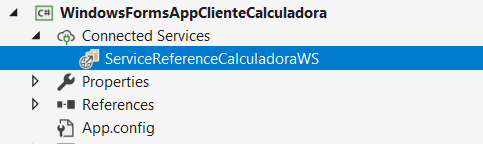 C# WindowsFormsAppClienteCalculadora
Connected Services
ServiceReferenceCalculadoraWS
Properties
References
App.config